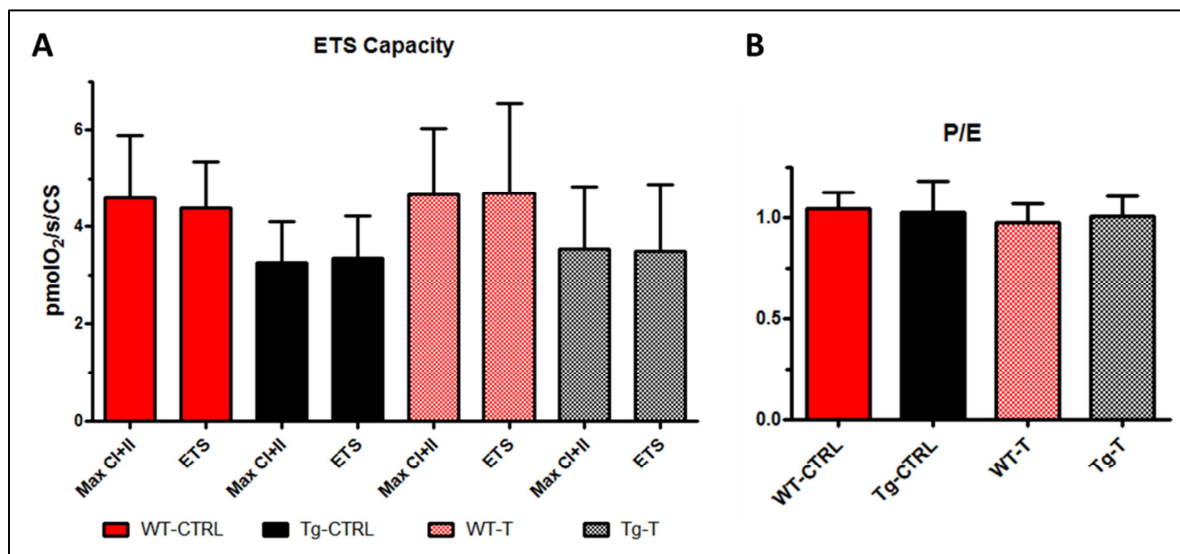 A
ETS Capacity
pmolO₂/s/CS
6
4
2
0
Max CI+II
ETS
Max CI+II
ETS
Max CI+II
ETS
Max CI+II
ETS
WT-CTRL
Tg-CTRL
WT-T
Tg-T
B
P/E
1.0
0.5
0.0
WT-CTRL
Tg-CTRL
WT-T
Tg-T